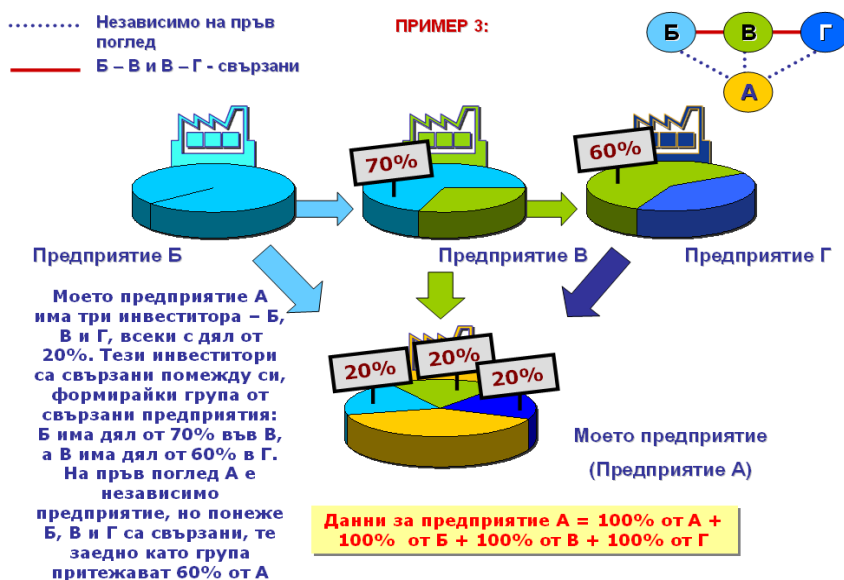 Независимо на пръв
поглед
Б – В и В – Г - свързани
ПРИМЕР 3:
Б
В
Г
А
70%
60%
Предприятие Б
Предприятие В
Предприятие Г
Моето предприятие А
има три инвеститора – Б,
В и Г, всеки с дял от
20%. Тези инвеститори
са свързани помежду си,
формирайки група от
свързани предприятия:
Б има дял от 70% във В,
а В има дял от 60% в Г.
На пръв поглед А е
независимо
предприятие, но понеже
Б, В и Г са свързани, те
заедно като група
притежават 60% от А
20%
20%
20%
Моето предприятие
(Предприятие А)
Данни за предприятие А = 100% от А +
100% от Б + 100% от В + 100% от Г